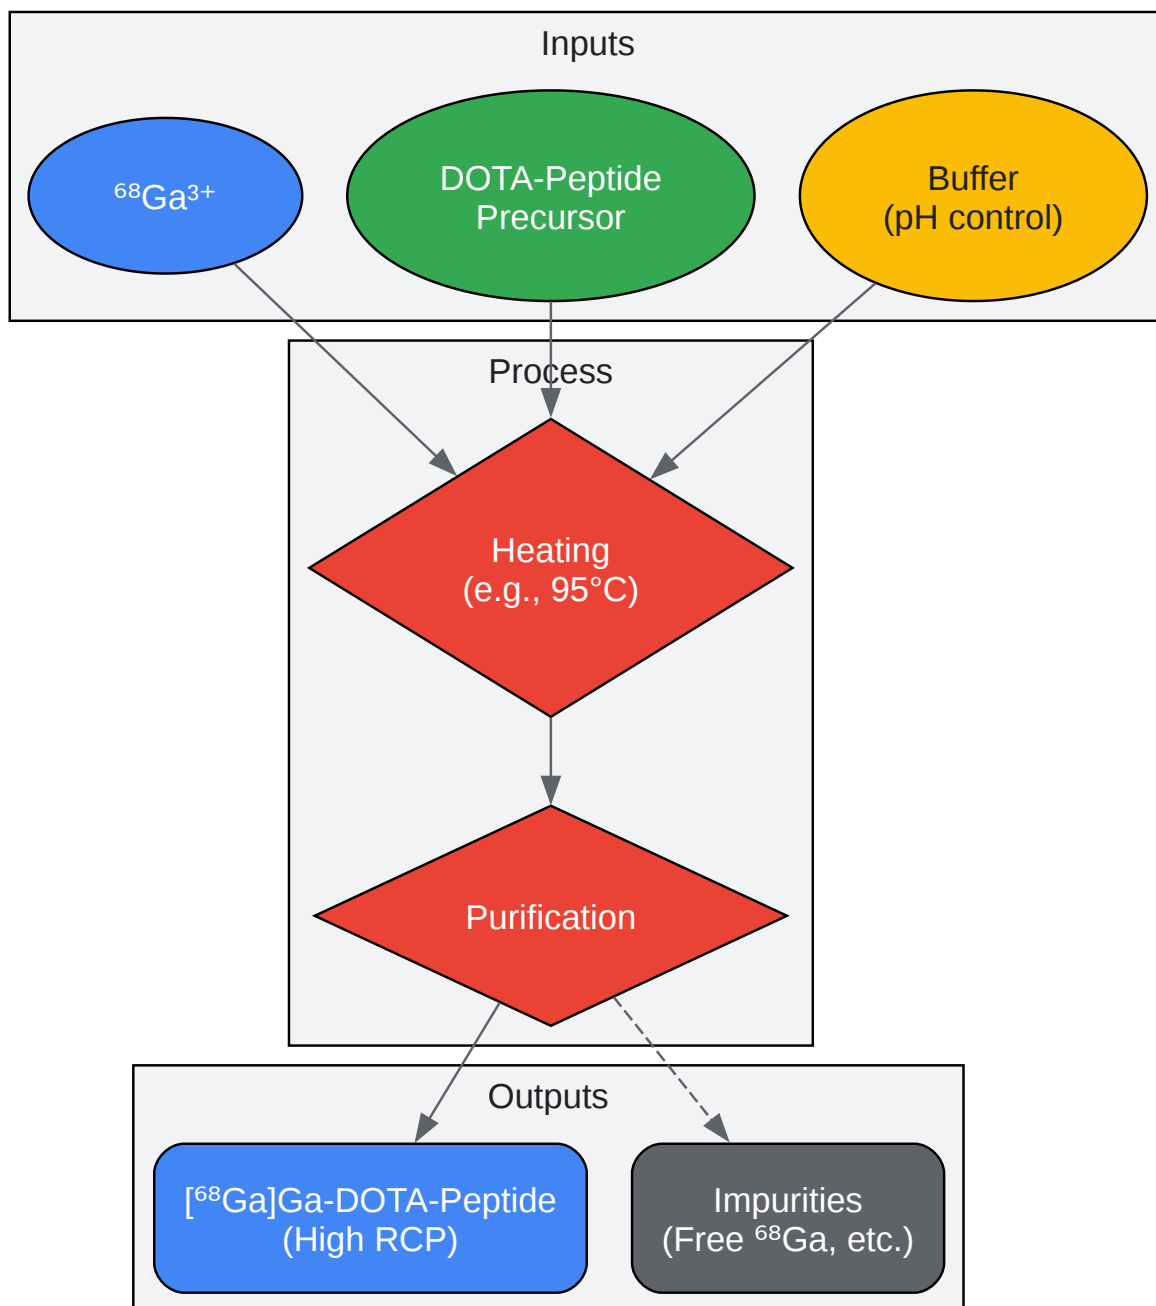 Inputs
⁶⁸Ga³⁺
DOTA-Peptide
Precursor
Buffer
(pH control)
Process
Heating
(e.g., 95°C)
Purification
Outputs
[⁶⁸Ga]Ga-DOTA-Peptide
(High RCP)
Impurities
(Free ⁶⁸Ga, etc.)